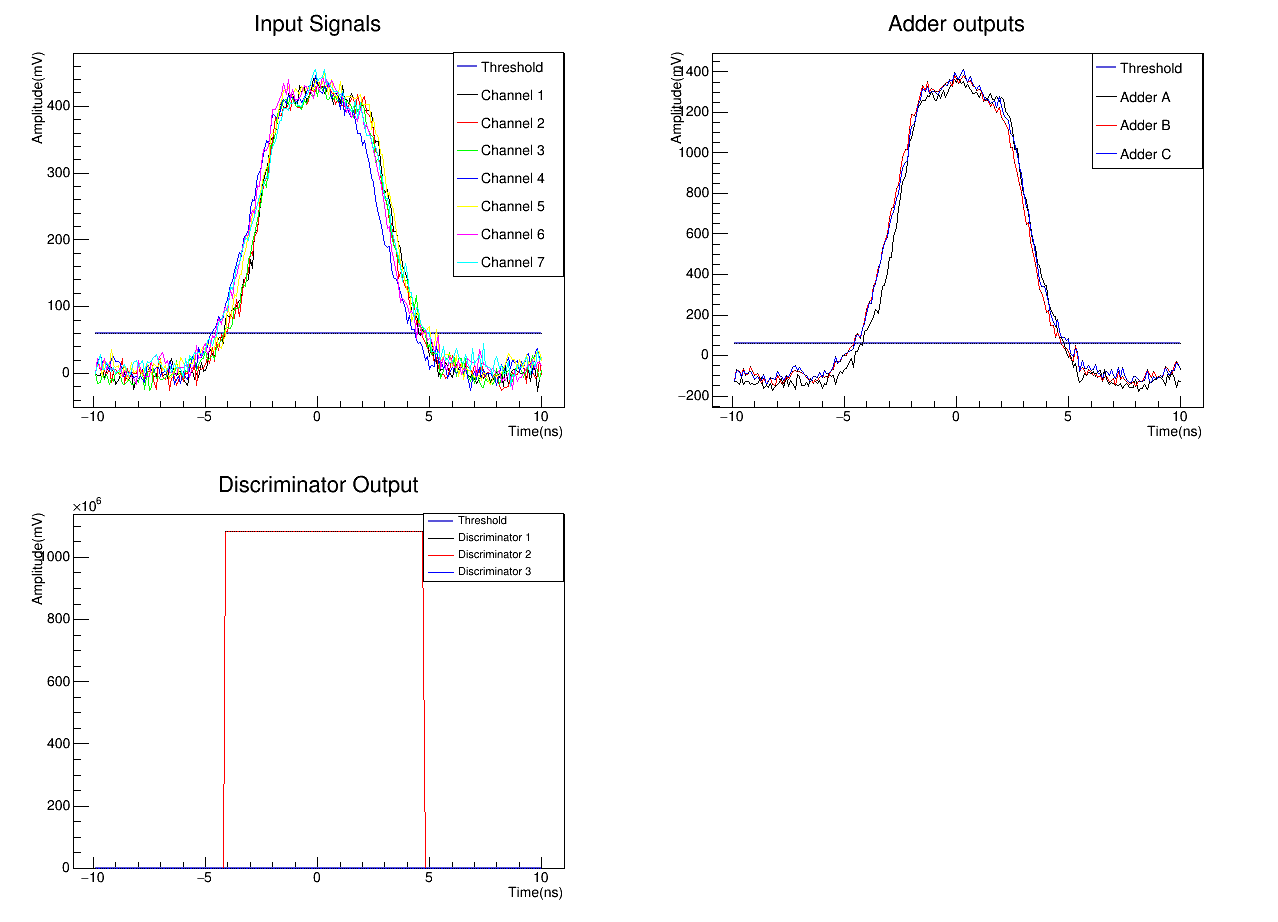 Input Signals
Amplitude(mV)
400
300
200
100
0
−10
−5
0
5
10
Time(ns)
Threshold
Channel 1
Channel 2
Channel 3
Channel 4
Channel 5
Channel 6
Channel 7
Adder outputs
Amplitude(mV)
1400
1200
1000
800
600
400
200
0
−200
−10
−5
0
5
10
Time(ns)
Threshold
Adder A
Adder B
Adder C
Discriminator Output
×10⁶
Amplitude(mV)
1000
800
600
400
200
0
−10
−5
0
5
10
Time(ns)
Threshold
Discriminator 1
Discriminator 2
Discriminator 3